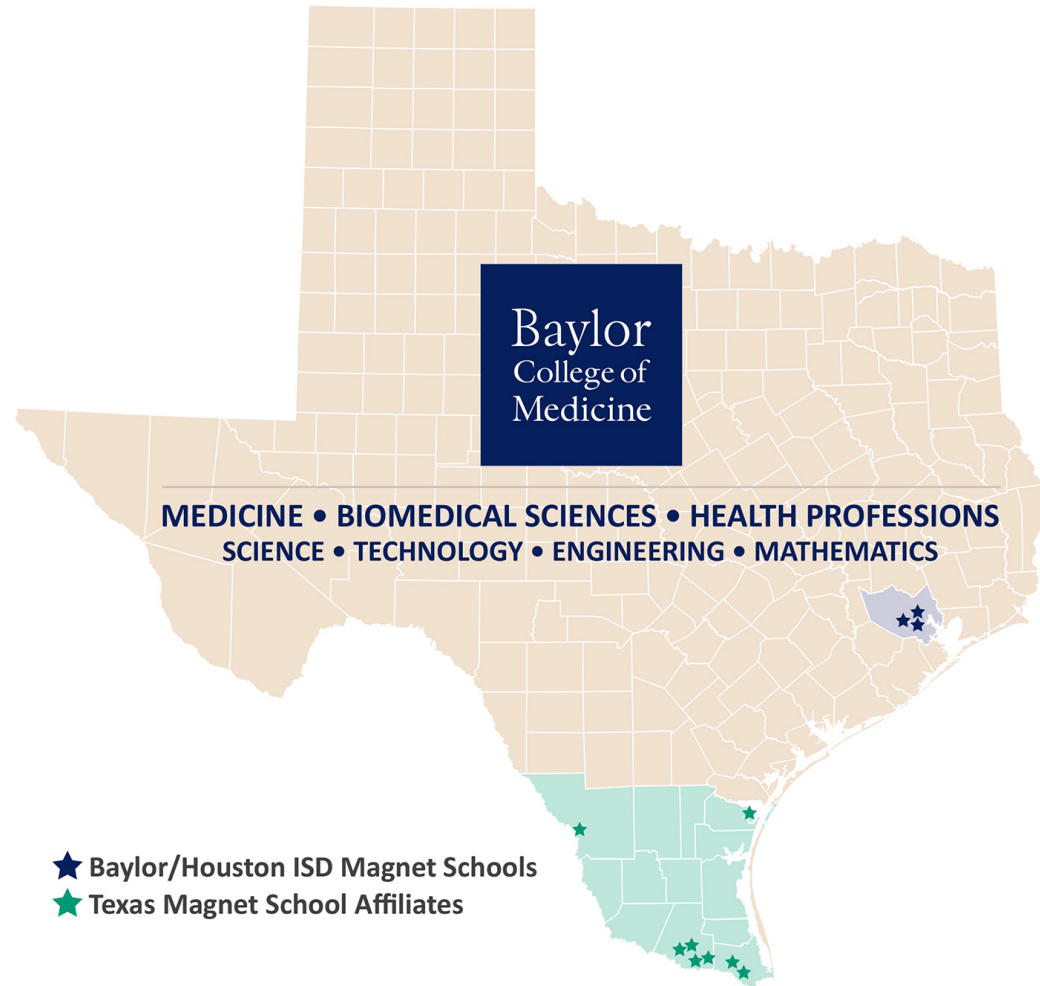 Baylor
College of
Medicine
MEDICINE • BIOMEDICAL SCIENCES • HEALTH PROFESSIONS
SCIENCE • TECHNOLOGY • ENGINEERING • MATHEMATICS
Baylor/Houston ISD Magnet Schools
Texas Magnet School Affiliates